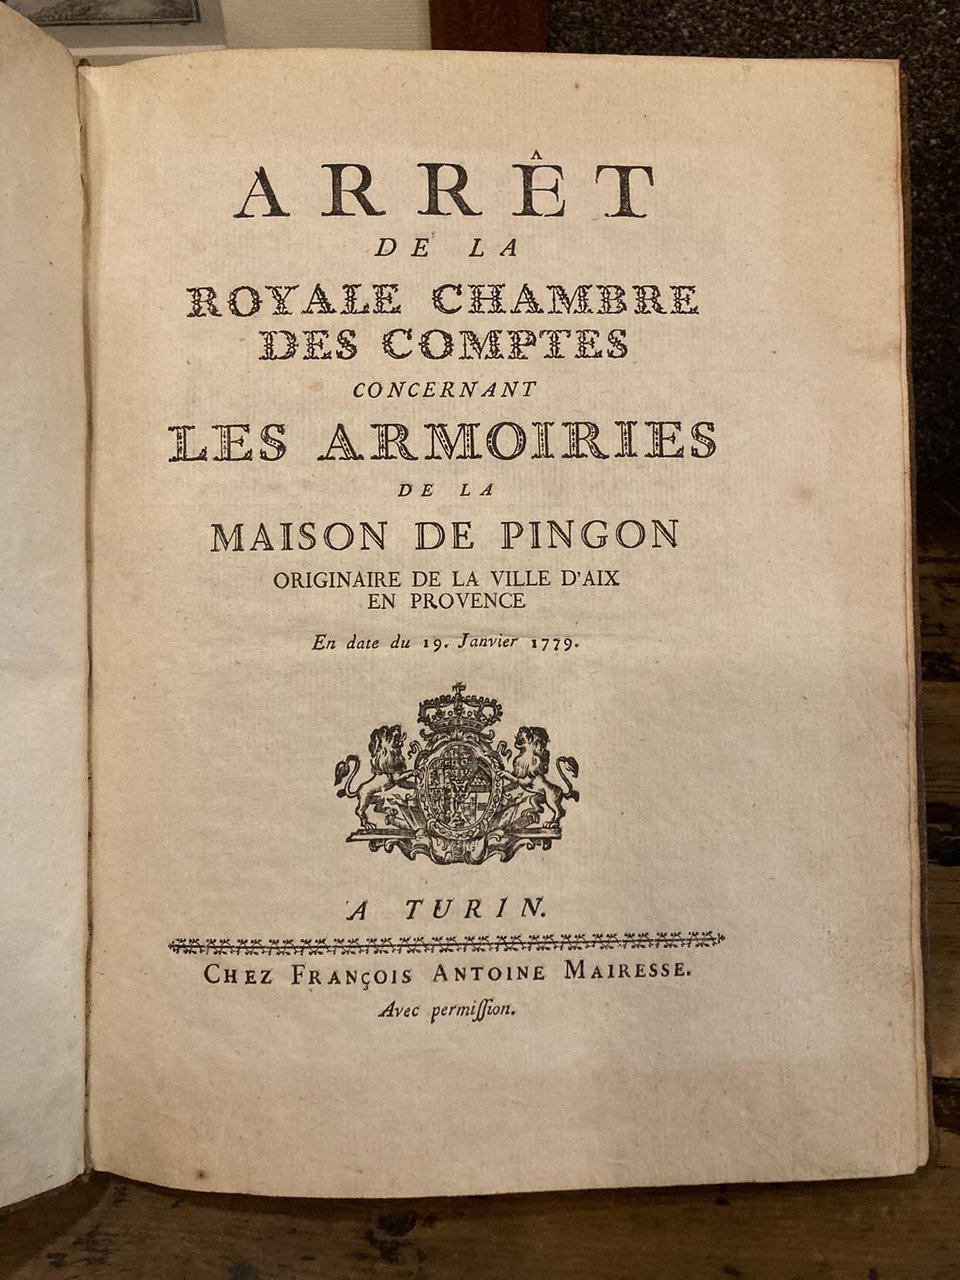 ARRÊT
DE LA
ROYALE CHAMBRE
DES COMPTES
CONCERNANT
LES ARMOIRIES
DE LA
MAISON DE PINGON
ORIGINAIRE DE LA VILLE D'AIX
EN PROVENCE
En date du 19. Janvier 1779.
A TURIN.
CHEZ FRANÇOIS ANTOINE MAIRESSE.
Avec permiſſion.